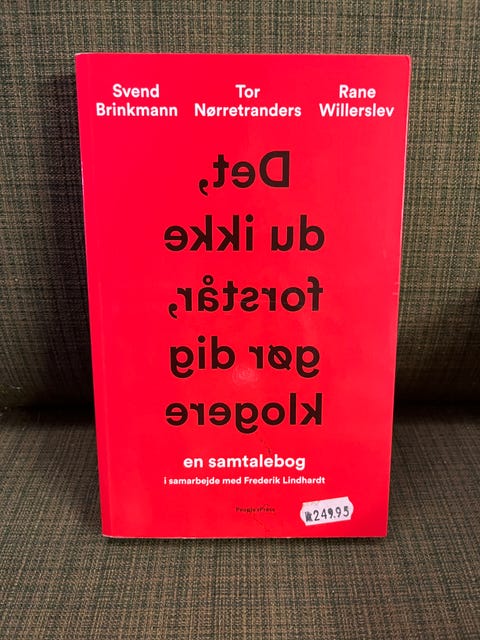 Svend Brinkmann
Tor Nørretranders
Rane Willerslev
Det,
du ikke
forstår,
gør dig
klogere
en samtalebog
i samarbejde med Frederik Lindhardt
People'sPress
kr249.95